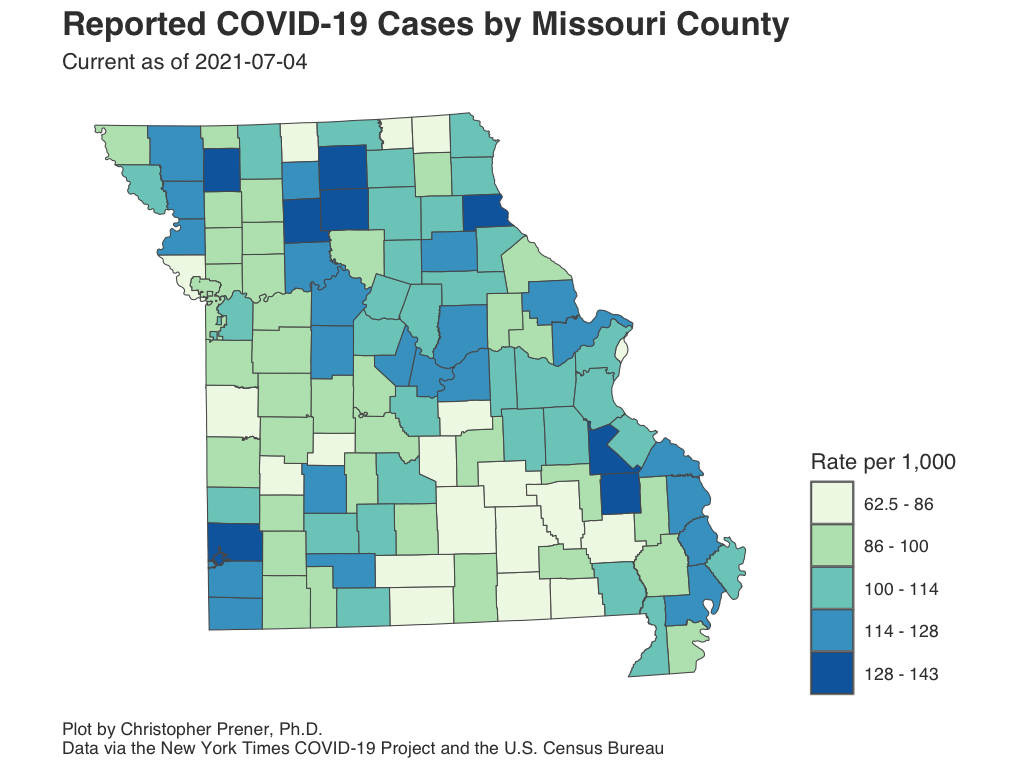 Reported COVID-19 Cases by Missouri County
Current as of 2021-07-04
Rate per 1,000
62.5 - 86
86 - 100
100 - 114
114 - 128
128 - 143
Plot by Christopher Prener, Ph.D.
Data via the New York Times COVID-19 Project and the U.S. Census Bureau